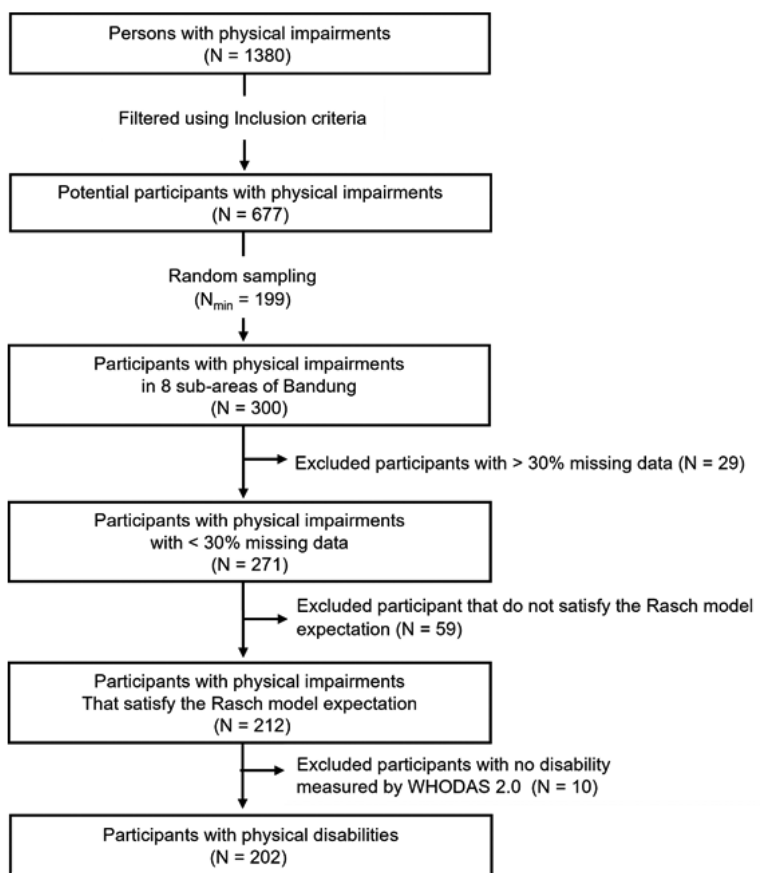 Persons with physical impairments
(N = 1380)
Filtered using Inclusion criteria
Potential participants with physical impairments
(N = 677)
Random sampling
(Nmin = 199)
Participants with physical impairments
in 8 sub-areas of Bandung
(N = 300)
Excluded participants with > 30% missing data (N = 29)
Participants with physical impairments
with < 30% missing data
(N = 271)
Excluded participant that do not satisfy the Rasch model
expectation (N = 59)
Participants with physical impairments
That satisfy the Rasch model expectation
(N = 212)
Excluded participants with no disability
measured by WHODAS 2.0 (N = 10)
Participants with physical disabilities
(N = 202)